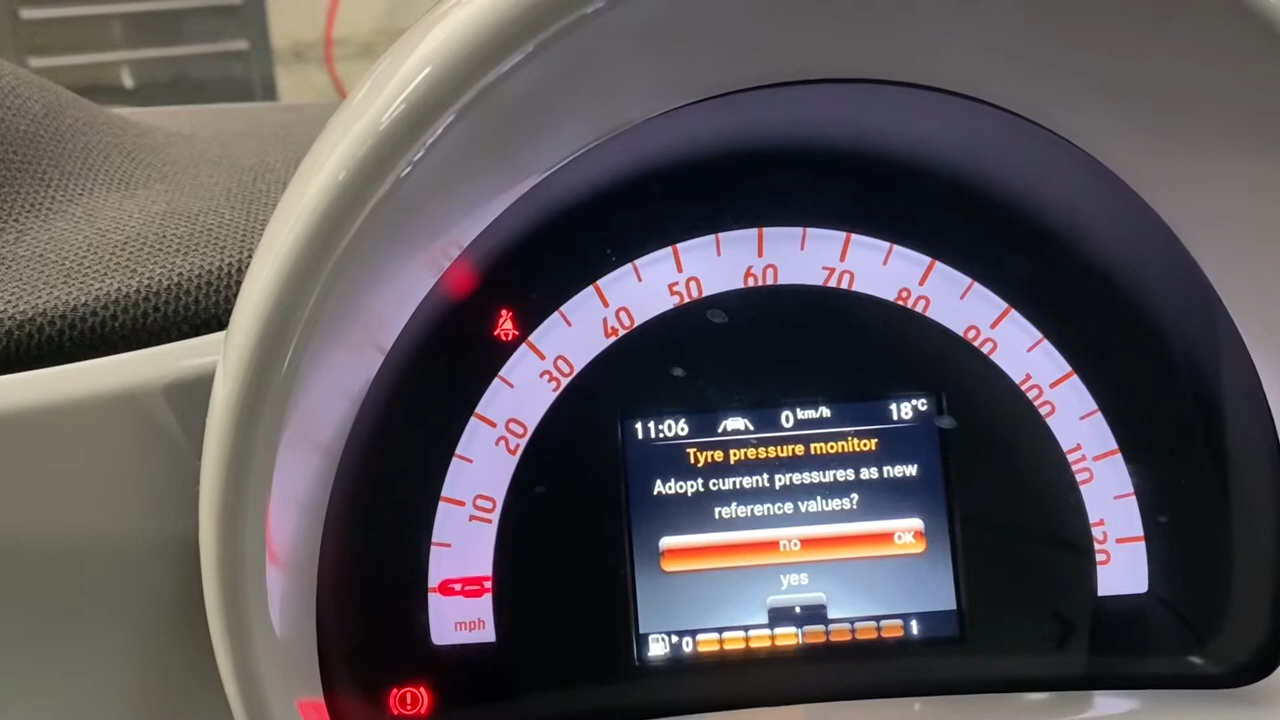 10
20
30
40
50
60
70
80
90
100
110
120
mph
11:06 0 km/h 18°C
Tyre pressure monitor
Adopt current pressures as new
reference values?
no OK
yes
0 1